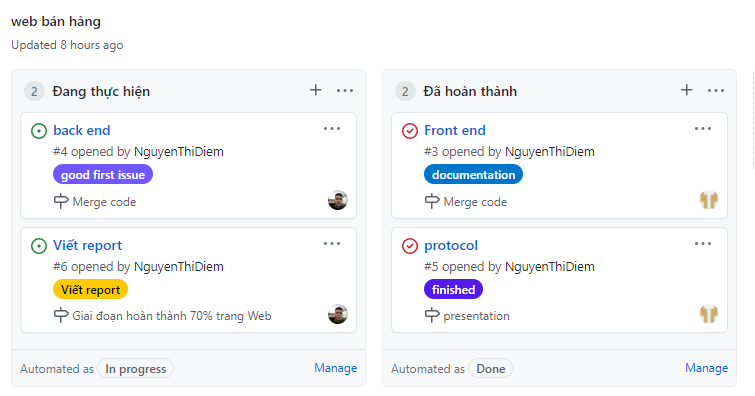 web bán hàng
Updated 8 hours ago
2 Đang thực hiện
back end
#4 opened by NguyenThiDiem
good first issue
Merge code
Viết report
#6 opened by NguyenThiDiem
Viết report
Giai đoạn hoàn thành 70% trang Web
Automated as In progress Manage
2 Đã hoàn thành
Front end
#3 opened by NguyenThiDiem
documentation
Merge code
protocol
#5 opened by NguyenThiDiem
finished
presentation
Automated as Done Manage